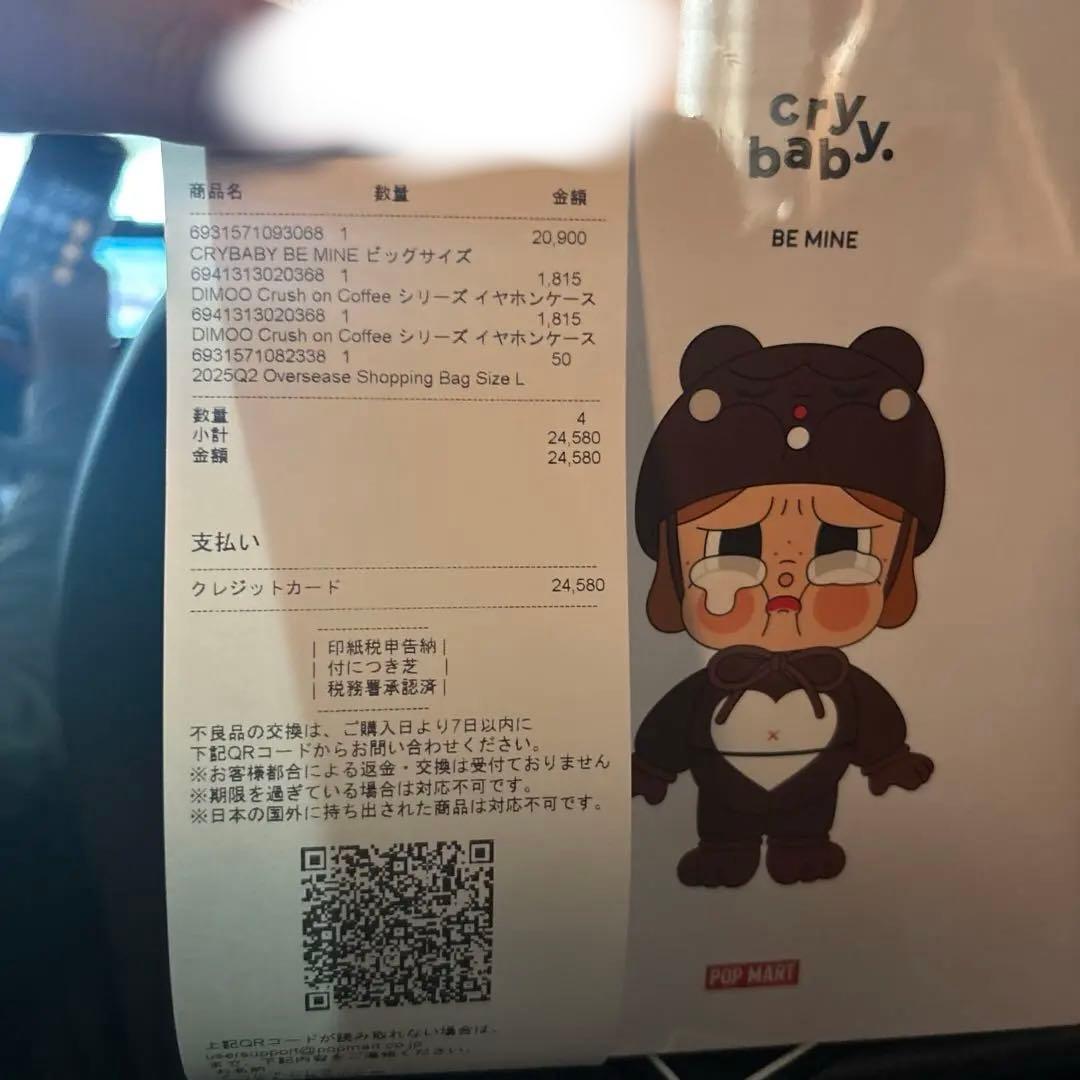 商品名 数量 金額
6931571093068 1 20,900
CRYBABY BE MINE ビッグサイズ
6941313020368 1 1,815
DIMOO Crush on Coffee シリーズ イヤホンケース
6941313020368 1 1,815
DIMOO Crush on Coffee シリーズ イヤホンケース
6931571082338 1 50
2025Q2 Oversease Shopping Bag Size L
数量 4
小計 24,580
金額 24,580
支払い
クレジットカード 24,580
印紙税申告納
付につき芝
税務署承認済
不良品の交換は、ご購入日より7日以内に
下記QRコードからお問い合わせください。
※お客様都合による返金・交換は受付ておりません
※期限を過ぎている場合は対応不可です。
※日本の国外に持ち出された商品は対応不可です。
上記QRコードが読み取れない場合は、
usersupport@popmart.co.jp
cry
baby.
BE MINE
POP MART